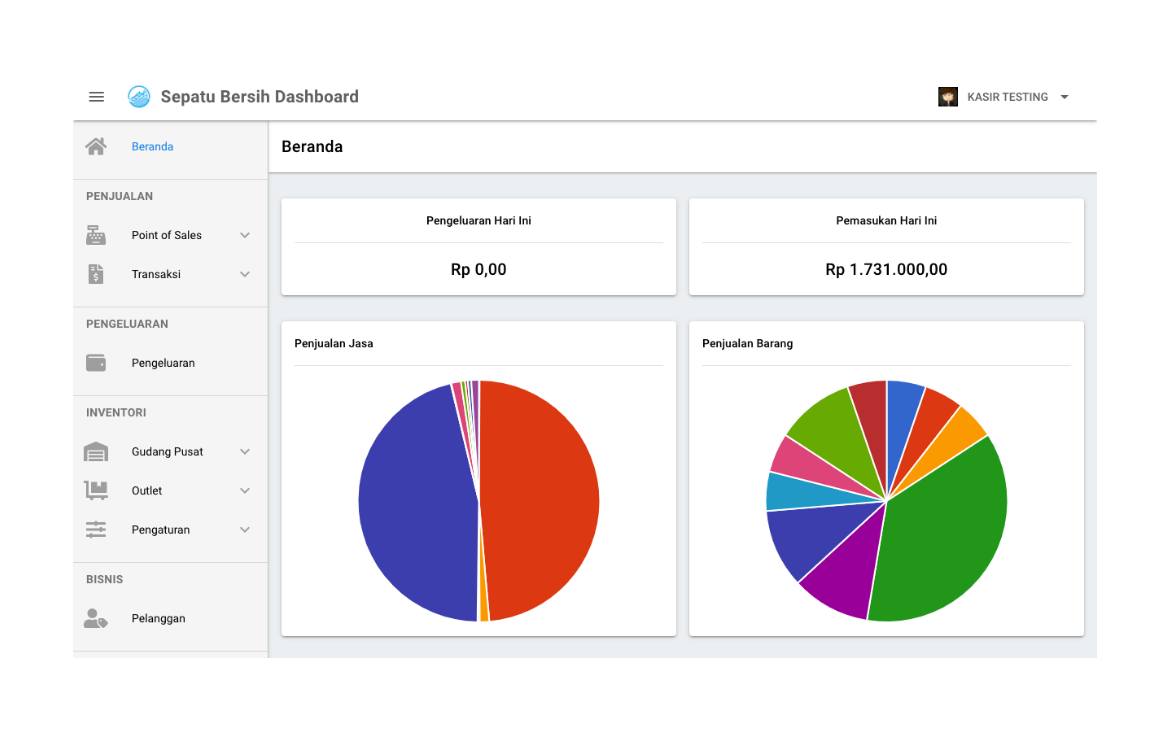 Sepatu Bersih Dashboard
KASIR TESTING
Beranda
PENJUALAN
Point of Sales
Transaksi
PENGELUARAN
Pengeluaran
INVENTORI
Gudang Pusat
Outlet
Pengaturan
BISNIS
Pelanggan
Beranda
Pengeluaran Hari Ini
Rp 0,00
Pemasukan Hari Ini
Rp 1.731.000,00
Penjualan Jasa
Penjualan Barang